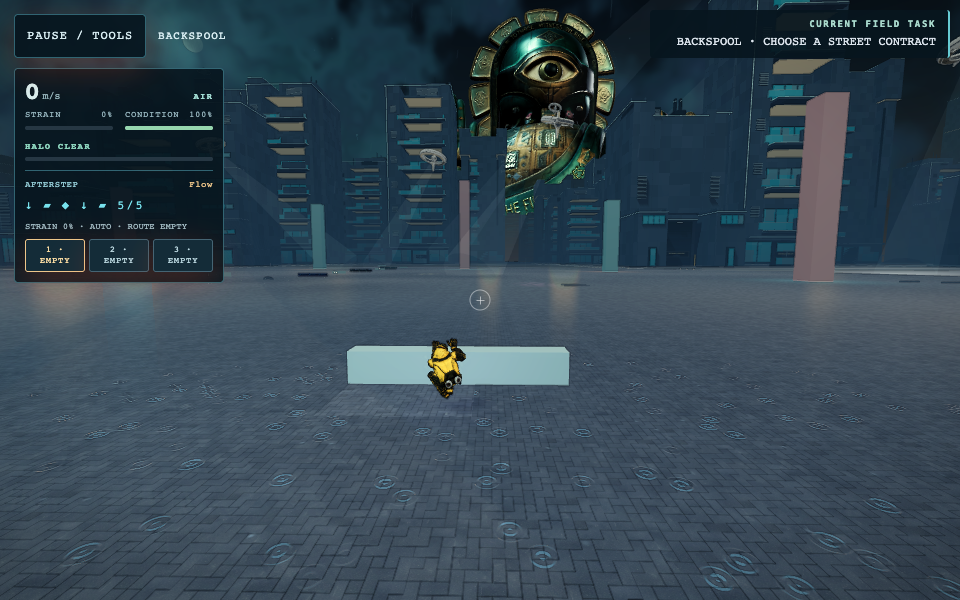 PAUSE / TOOLS
BACKSPOOL
CURRENT FIELD TASK
BACKSPOOL · CHOOSE A STREET CONTRACT
0 m/s
AIR
STRAIN 0%
CONDITION 100%
HALO CLEAR
AFTERSTEP
Flow
5/5
STRAIN 0% · AUTO · ROUTE EMPTY
1 · EMPTY
2 · EMPTY
3 · EMPTY